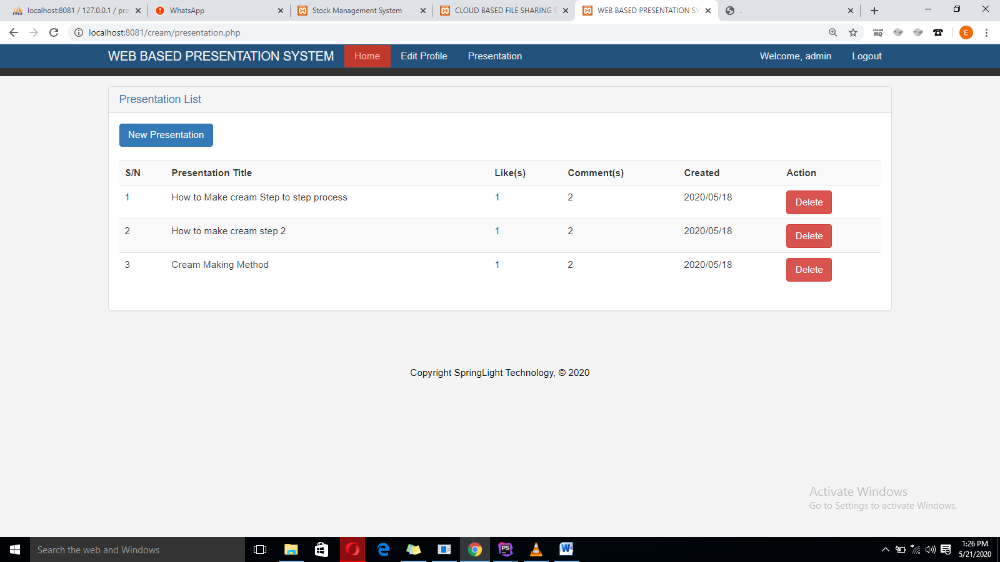 localhost:8081 / 127.0.0.1 / pre
WhatsApp
Stock Management System
CLOUD BASED FILE SHARING S
WEB BASED PRESENTATION SY
.
localhost:8081/cream/presentation.php
cloud
HQ
E
WEB BASED PRESENTATION SYSTEM Home Edit Profile Presentation Welcome, admin Logout
Presentation List
New Presentation
S/N Presentation Title Like(s) Comment(s) Created Action
1 How to Make cream Step to step process 1 2 2020/05/18 Delete
2 How to make cream step 2 1 2 2020/05/18 Delete
3 Cream Making Method 1 2 2020/05/18 Delete
Copyright SpringLight Technology, © 2020
Activate Windows
Go to Settings to activate Windows.
Search the web and Windows
1:26 PM
5/21/2020